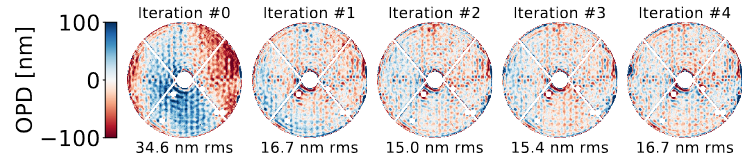 Iteration #0 Iteration #1 Iteration #2 Iteration #3 Iteration #4
100
0
−100
OPD [nm]
34.6 nm rms 16.7 nm rms 15.0 nm rms 15.4 nm rms 16.7 nm rms